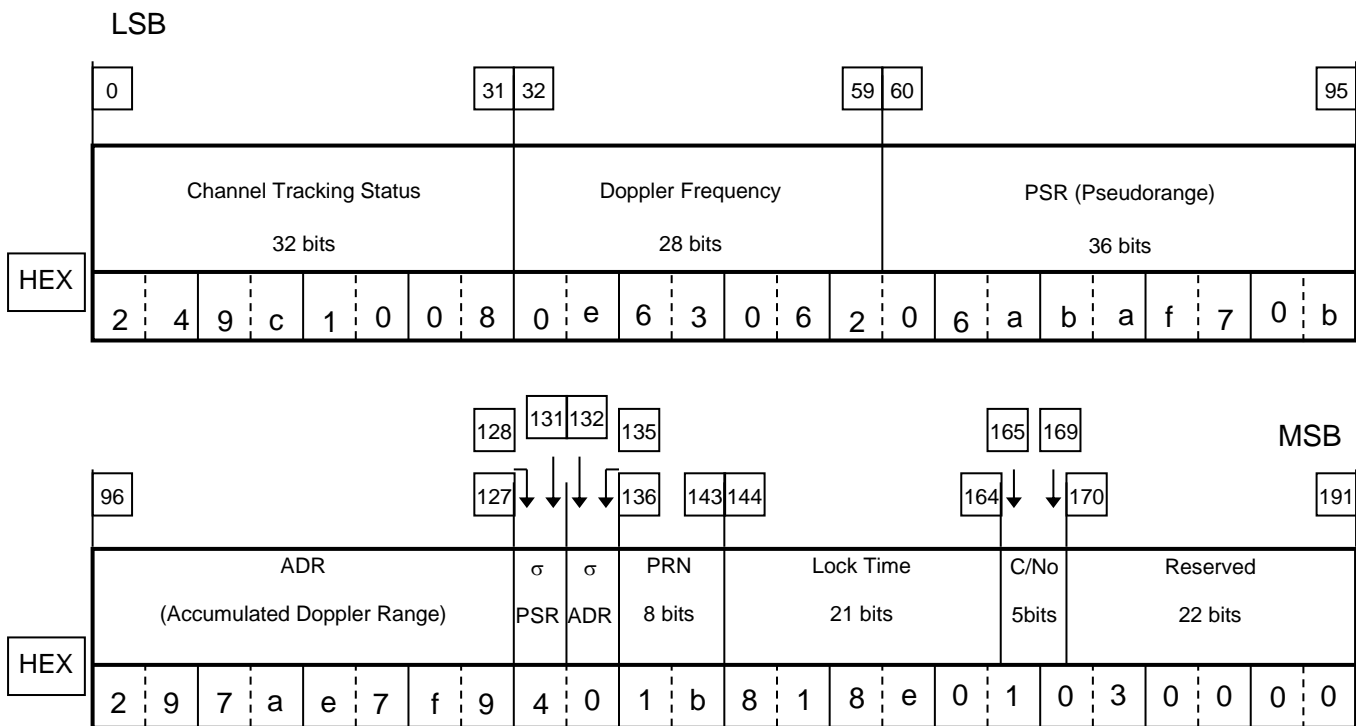 LSB
0 31 32 59 60 95
Channel Tracking Status Doppler Frequency PSR (Pseudorange)
32 bits 28 bits 36 bits
HEX
2 4 9 c 1 0 0 8 0 e 6 3 0 6 2 0 6 a b a f 7 0 b
131 132
128 135 165 169 MSB
96 127 136 143 144 164 170 191
ADR σ σ PRN Lock Time C/No Reserved
(Accumulated Doppler Range) PSR ADR 8 bits 21 bits 5bits 22 bits
HEX
2 9 7 a e 7 f 9 4 0 1 b 8 1 8 e 0 1 0 3 0 0 0 0